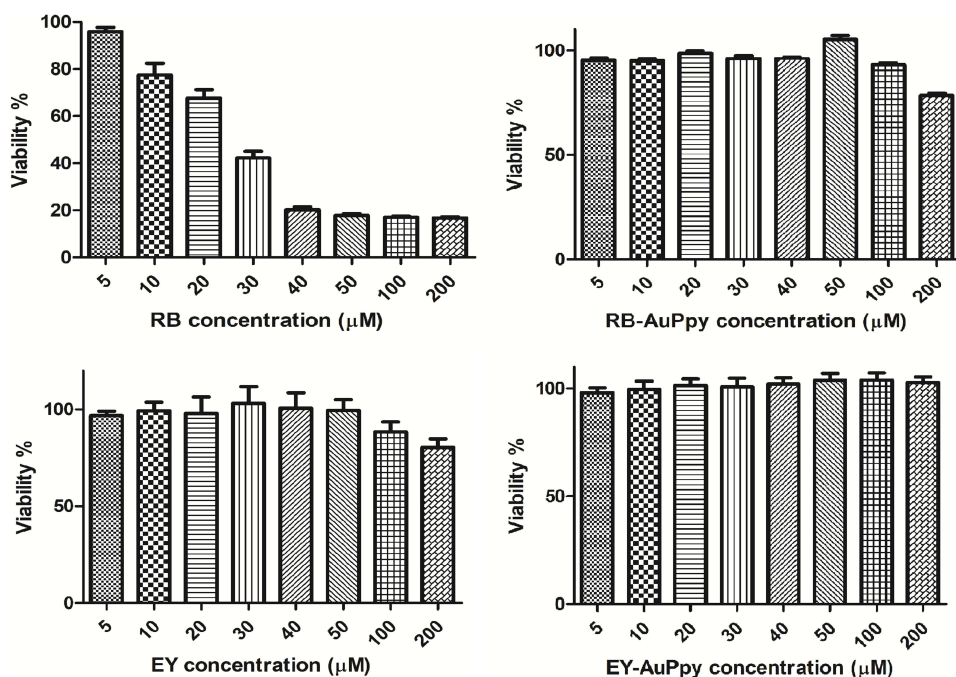 100
80
60
40
20
0
Viability %
5 10 20 30 40 50 100 200
RB concentration (µM)
100
50
0
Viability %
5 10 20 30 40 50 100 200
RB-AuPpy concentration (µM)
100
50
0
Viability %
5 10 20 30 40 50 100 200
EY concentration (µM)
100
50
0
Viability %
5 10 20 30 40 50 100 200
EY-AuPpy concentration (µM)